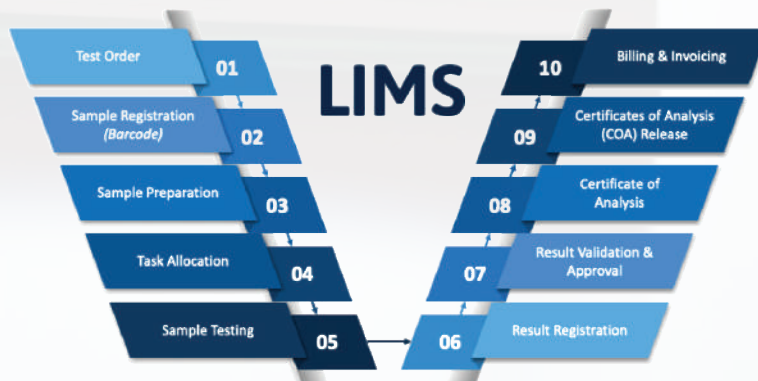 LIMS
Test Order
01
Sample Registration
(Barcode)
02
Sample Preparation
03
Task Allocation
04
Sample Testing
05
06
Result Registration
07
Result Validation &
Approval
08
Certificate of
Analysis
09
Certificates of Analysis
(COA) Release
10
Billing & Invoicing